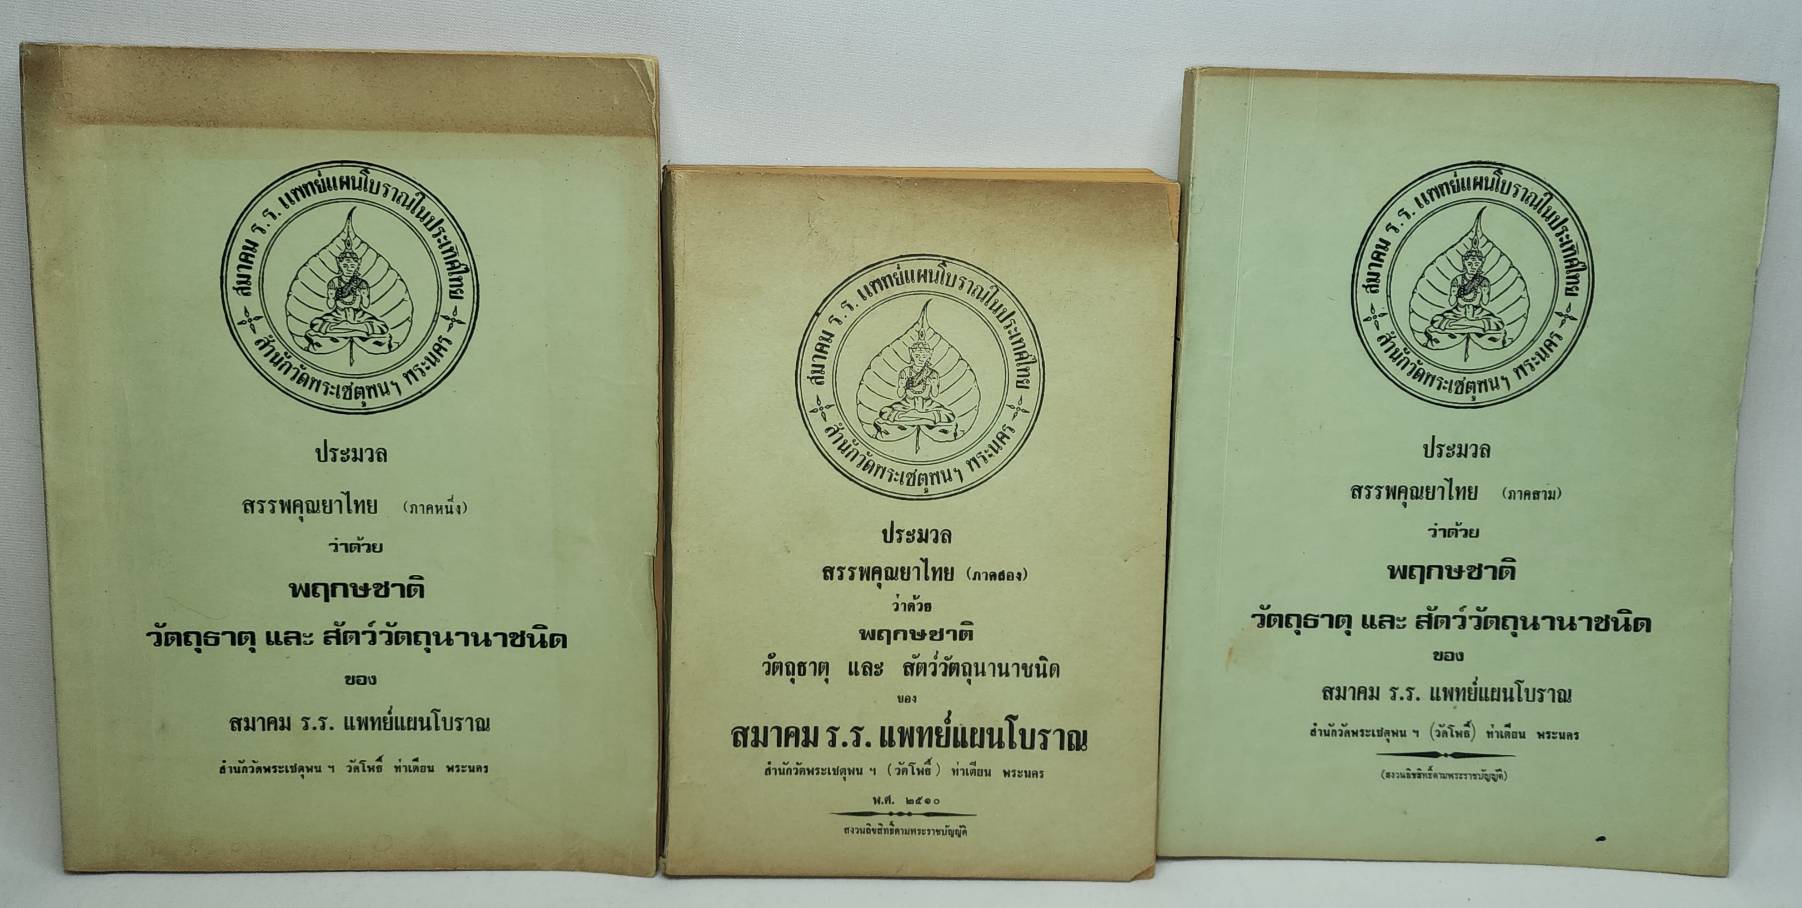 สมาคม ร.ร. แพทย์แผนโบราณในประเทศไทย
สำนักวัดพระเชตุพนฯ พระนคร
ประมวล
สรรพคุณยาไทย (ภาคหนึ่ง)
ว่าด้วย
พฤกษชาติ
วัตถุธาตุ และ สัตว์วัตถุนานาชนิด
ของ
สมาคม ร.ร. แพทย์แผนโบราณ
สำนักวัดพระเชตุพน ฯ วัดโพธิ์ ท่าเตียน พระนคร
สมาคม ร.ร. แพทย์แผนโบราณในประเทศไทย
สำนักวัดพระเชตุพนฯ พระนคร
ประมวล
สรรพคุณยาไทย (ภาคสอง)
ว่าด้วย
พฤกษชาติ
วัตถุธาตุ และ สัตว์วัตถุนานาชนิด
ของ
สมาคม ร.ร. แพทย์แผนโบราณ
สำนักวัดพระเชตุพน ฯ (วัดโพธิ์) ท่าเตียน พระนคร
พ.ศ. ๒๕๑๐
สงวนลิขสิทธิ์ตามพระราชบัญญัติ
สมาคม ร.ร. แพทย์แผนโบราณในประเทศไทย
สำนักวัดพระเชตุพนฯ พระนคร
ประมวล
สรรพคุณยาไทย (ภาคสาม)
ว่าด้วย
พฤกษชาติ
วัตถุธาตุ และ สัตว์วัตถุนานาชนิด
ของ
สมาคม ร.ร. แพทย์แผนโบราณ
สำนักวัดพระเชตุพน ฯ (วัดโพธิ์) ท่าเตียน พระนคร
(สงวนลิขสิทธิ์ตามพระราชบัญญัติ)